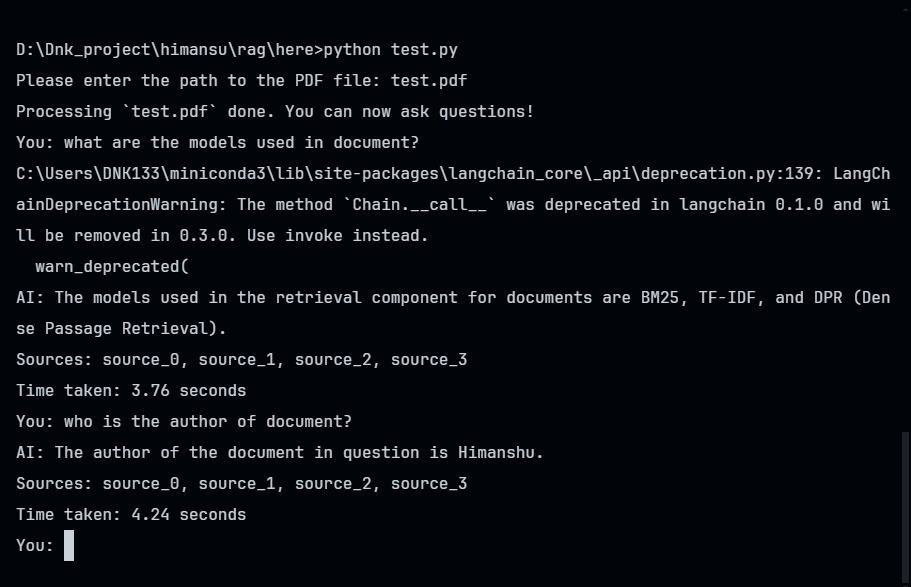 D:\Dnk_project\himansu\rag\here>python test.py
Please enter the path to the PDF file: test.pdf
Processing `test.pdf` done. You can now ask questions!
You: what are the models used in document?
C:\Users\DNK133\miniconda3\lib\site-packages\langchain_core\_api\deprecation.py:139: LangCh
ainDeprecationWarning: The method `Chain.__call__` was deprecated in langchain 0.1.0 and wi
ll be removed in 0.3.0. Use invoke instead.
  warn_deprecated(
AI: The models used in the retrieval component for documents are BM25, TF-IDF, and DPR (Den
se Passage Retrieval).
Sources: source_0, source_1, source_2, source_3
Time taken: 3.76 seconds
You: who is the author of document?
AI: The author of the document in question is Himanshu.
Sources: source_0, source_1, source_2, source_3
Time taken: 4.24 seconds
You: